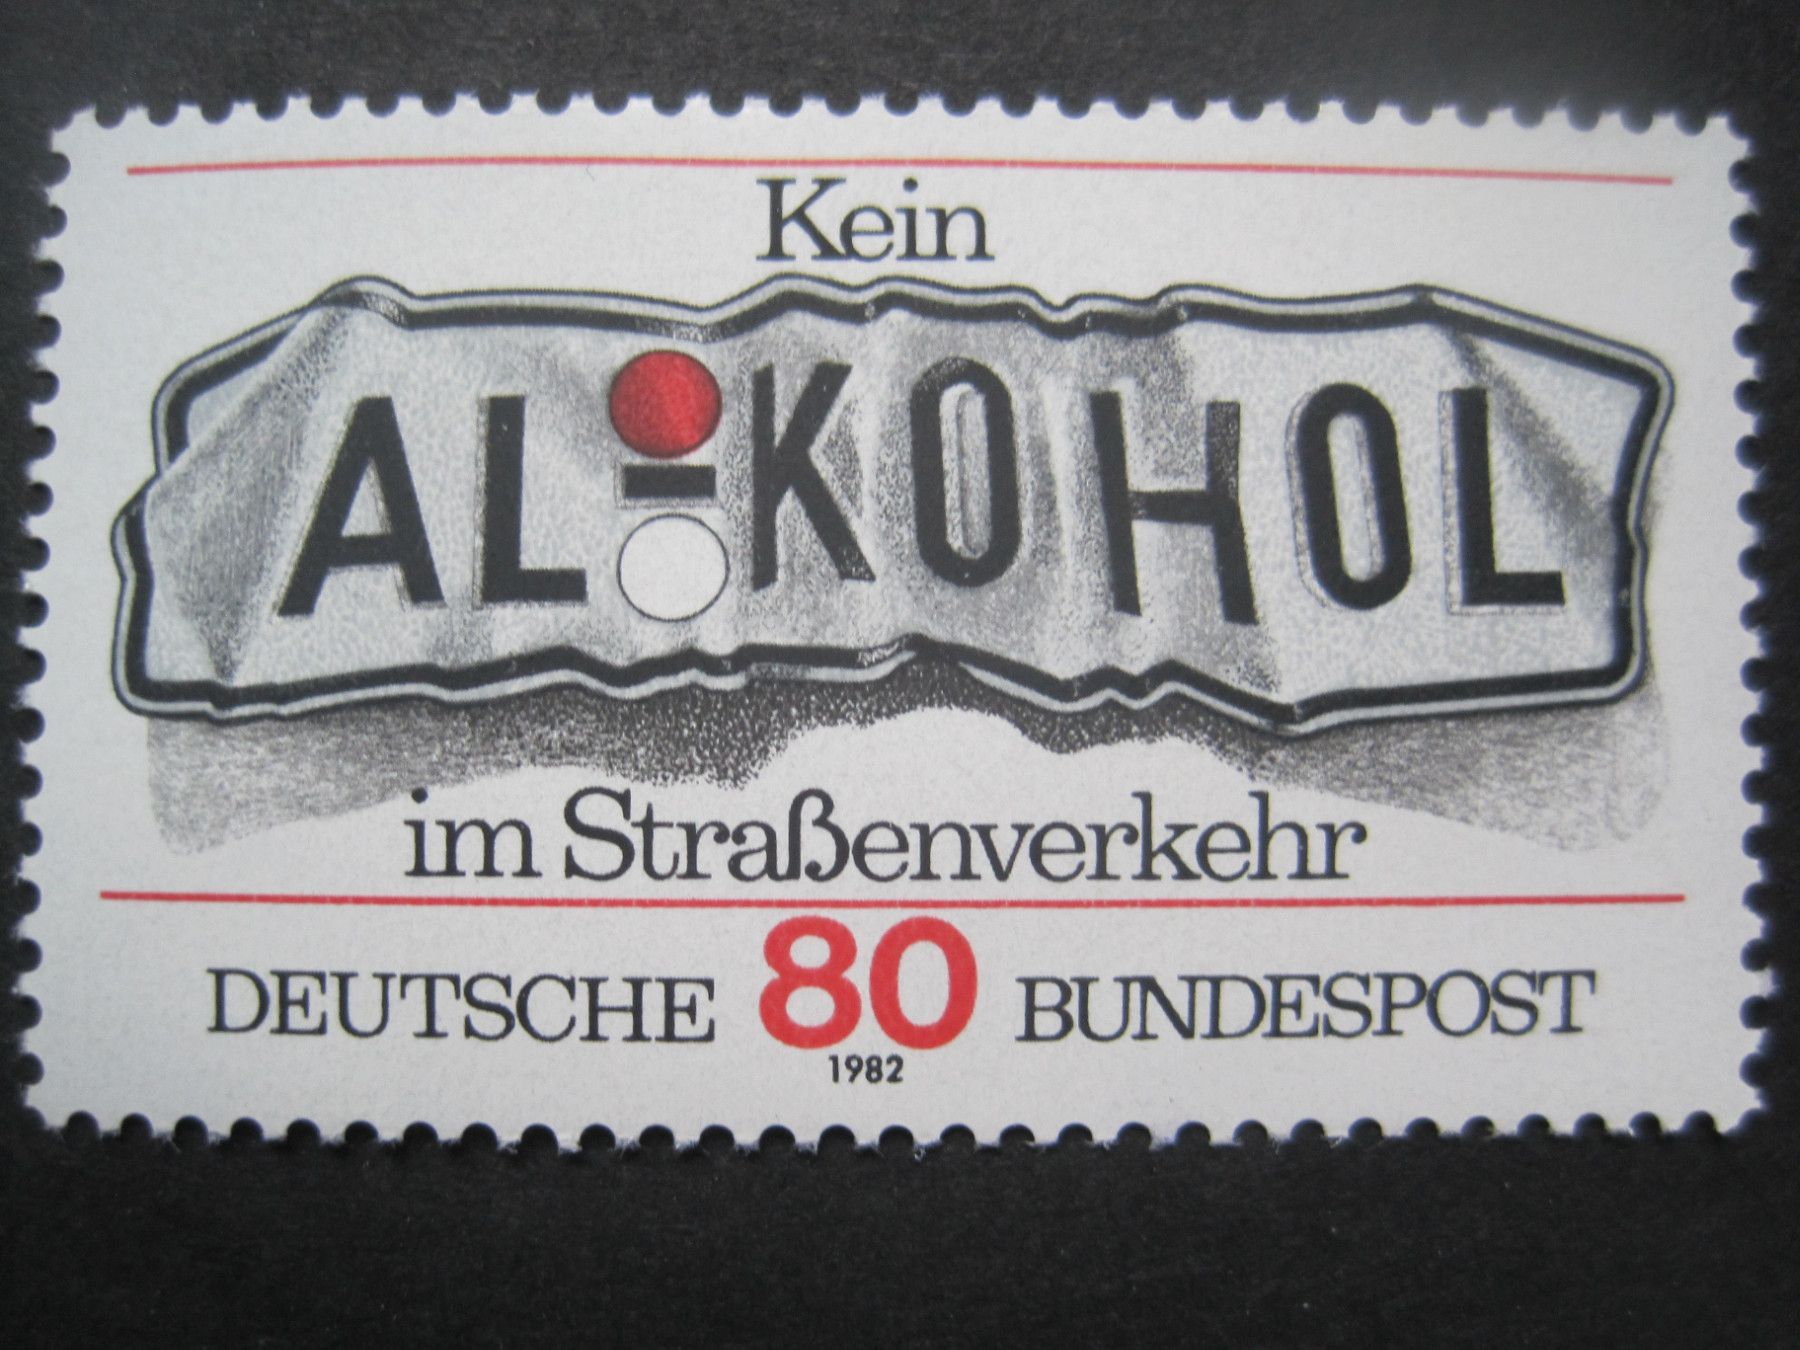 Kein
AL-KOHOL
im Straßenverkehr
DEUTSCHE 80 BUNDESPOST
1982